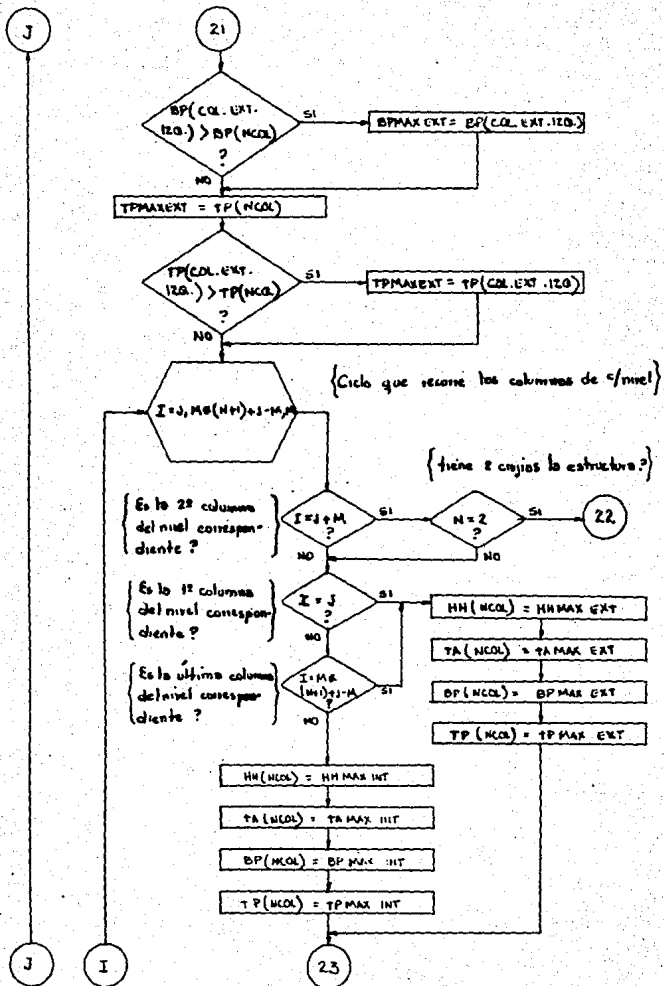 J
21
BP(COL.EXT.
IZQ.) > BP(NCOL)
?
SI
BPMAX EXT = BP(COL.EXT.IZQ.)
NO
TPMAXEXT = TP(NCOL)
TP(COL.EXT.
IZQ.) > TP(NCOL)
?
SI
TPMAXEXT = TP(COL.EXT.IZQ)
NO
{Ciclo que recorre las columnas de c/nivel}
I = J, M*(N+1)+J-M, M
{tiene 2 crujias la estructura?}
Es la 2ª columna
del nivel correspon-
diente ?
I = J+M
?
SI
N = 2
?
SI
22
NO
NO
Es la 1ª columna
del nivel correspon-
diente ?
I = J
?
SI
HH(NCOL) = HHMAX EXT
NO
TA(NCOL) = TAMAX EXT
Es la última columna
del nivel correspon-
diente ?
I = M*
(N+1)+J-M
?
SI
BP(NCOL) = BPMAX EXT
NO
TP(NCOL) = TPMAX EXT
HH(NCOL) = HHMAX INT
TA(NCOL) = TAMAX INT
BP(NCOL) = BPMAX INT
TP(NCOL) = TPMAX INT
J
I
23